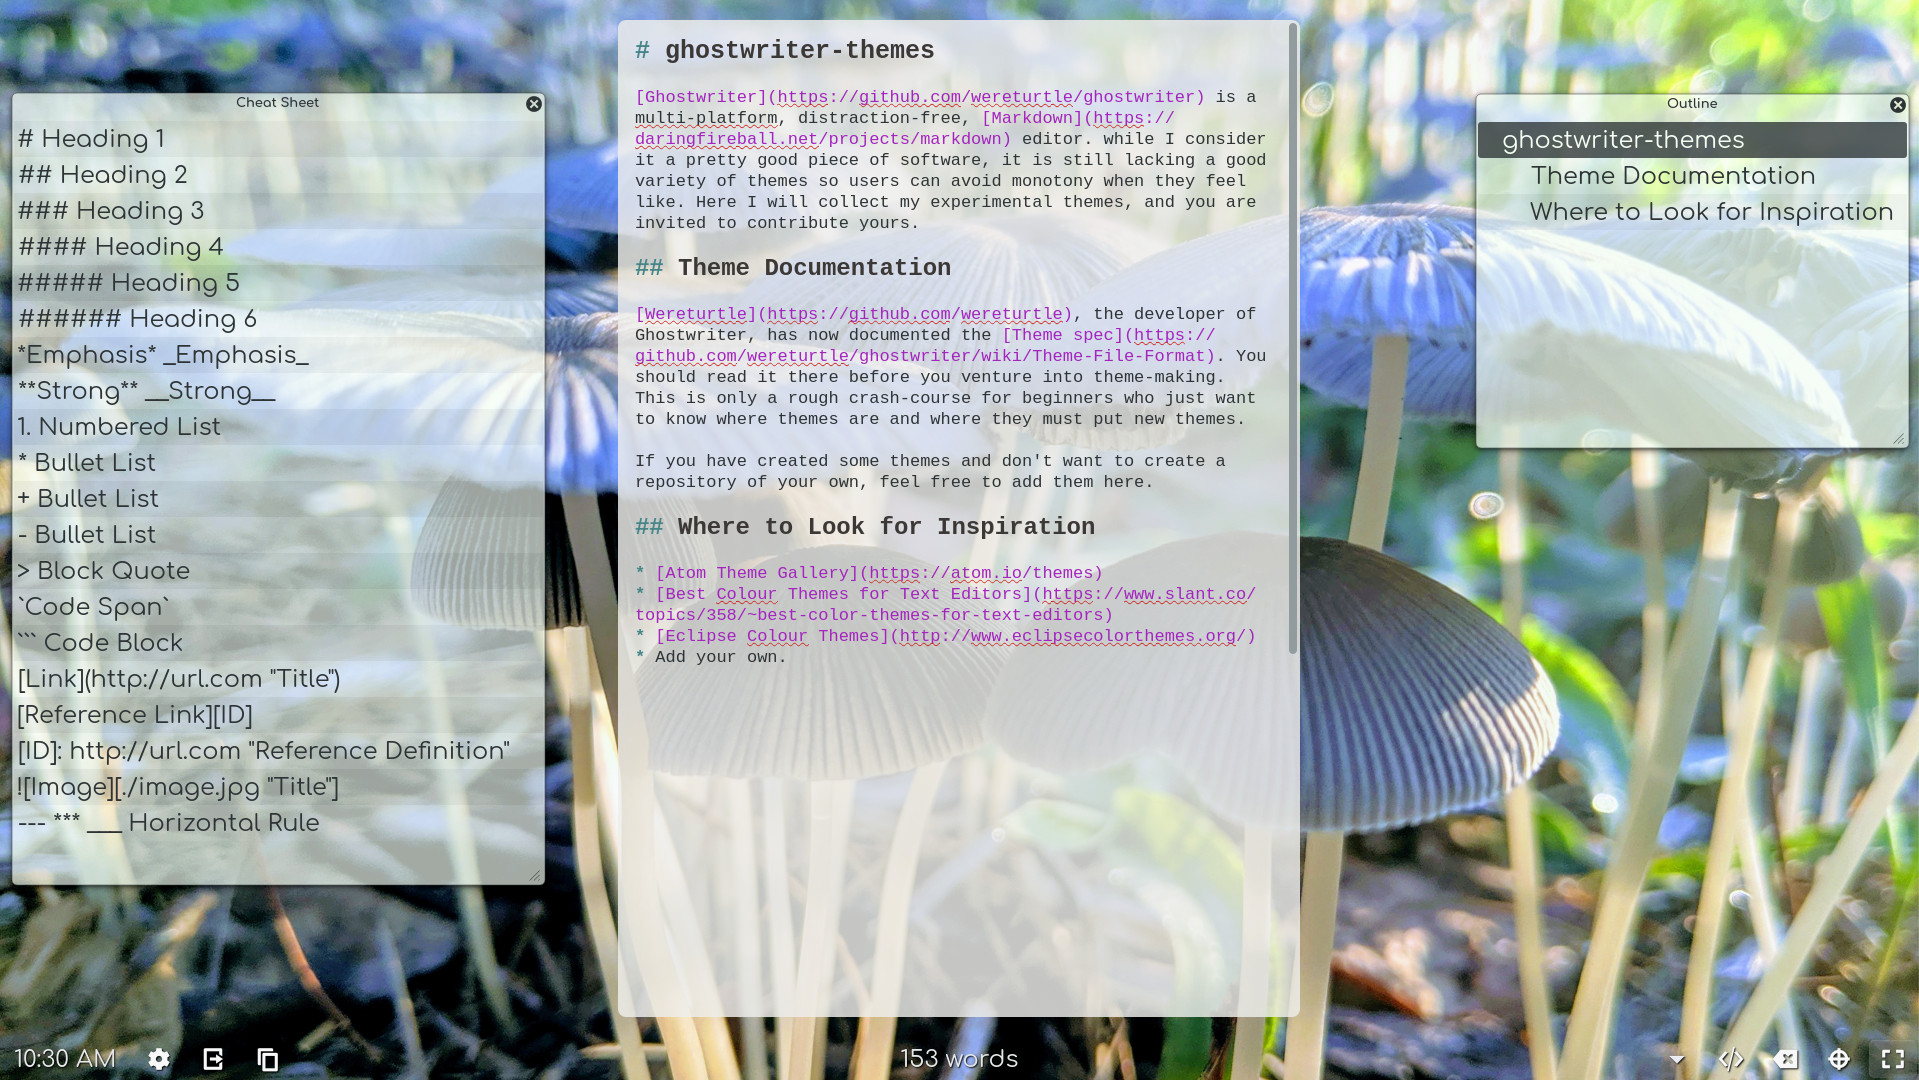 Cheat Sheet
# Heading 1
## Heading 2
### Heading 3
#### Heading 4
##### Heading 5
###### Heading 6
*Emphasis* _Emphasis_
**Strong** __Strong__
1. Numbered List
* Bullet List
+ Bullet List
- Bullet List
> Block Quote
`Code Span`
``` Code Block
[Link](http://url.com "Title")
[Reference Link][ID]
[ID]: http://url.com "Reference Definition"
![Image][./image.jpg "Title"]
--- *** ___ Horizontal Rule
# ghostwriter-themes
[Ghostwriter](https://github.com/wereturtle/ghostwriter) is a
multi-platform, distraction-free, [Markdown](https://
daringfireball.net/projects/markdown) editor. while I consider
it a pretty good piece of software, it is still lacking a good
variety of themes so users can avoid monotony when they feel
like. Here I will collect my experimental themes, and you are
invited to contribute yours.
## Theme Documentation
[Wereturtle](https://github.com/wereturtle), the developer of
Ghostwriter, has now documented the [Theme spec](https://
github.com/wereturtle/ghostwriter/wiki/Theme-File-Format). You
should read it there before you venture into theme-making.
This is only a rough crash-course for beginners who just want
to know where themes are and where they must put new themes.
If you have created some themes and don't want to create a
repository of your own, feel free to add them here.
## Where to Look for Inspiration
* [Atom Theme Gallery](https://atom.io/themes)
* [Best Colour Themes for Text Editors](https://www.slant.co/
topics/358/~best-color-themes-for-text-editors)
* [Eclipse Colour Themes](http://www.eclipsecolorthemes.org/)
* Add your own.
Outline
ghostwriter-themes
Theme Documentation
Where to Look for Inspiration
10:30 AM
153 words